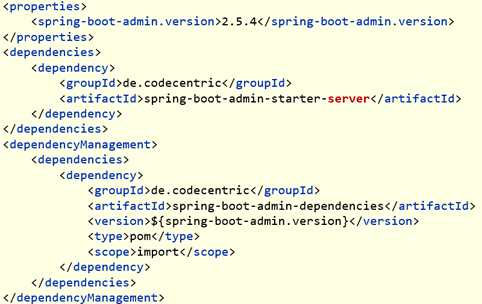 <properties>
    <spring-boot-admin.version>2.5.4</spring-boot-admin.version>
</properties>
<dependencies>
    <dependency>
        <groupId>de.codecentric</groupId>
        <artifactId>spring-boot-admin-starter-server</artifactId>
    </dependency>
</dependencies>
<dependencyManagement>
    <dependencies>
        <dependency>
            <groupId>de.codecentric</groupId>
            <artifactId>spring-boot-admin-dependencies</artifactId>
            <version>${spring-boot-admin.version}</version>
            <type>pom</type>
            <scope>import</scope>
        </dependency>
    </dependencies>
</dependencyManagement>